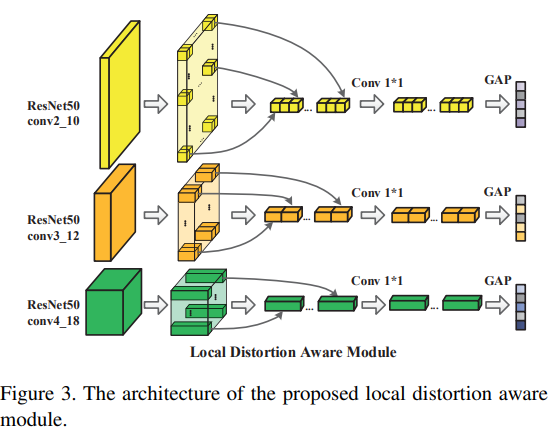 ResNet50
conv2_10
Conv 1*1
GAP
...
...
ResNet50
conv3_12
Conv 1*1
GAP
...
...
ResNet50
conv4_18
Conv 1*1
GAP
...
...
Local Distortion Aware Module
Figure 3. The architecture of the proposed local distortion aware
module.